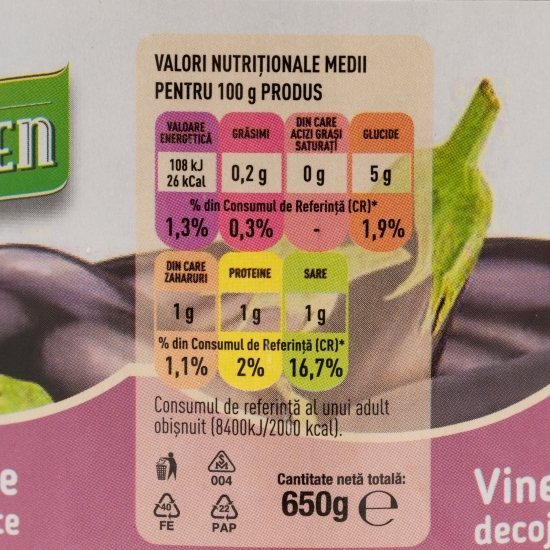 EN
VALORI NUTRIȚIONALE MEDII
PENTRU 100 g PRODUS
VALOARE ENERGETICĂ
108 kJ
26 kCal
GRĂSIMI
0,2 g
DIN CARE ACIZI GRAȘI SATURAȚI
0 g
GLUCIDE
5 g
% din Consumul de Referință (CR)*
1,3% 0,3% - 1,9%
DIN CARE ZAHARURI
1 g
PROTEINE
1 g
SARE
1 g
% din Consumul de Referință (CR)*
1,1% 2% 16,7%
Consumul de referință al unui adult
obișnuit (8400kJ/2000 kcal).
SM
004
40
FE
22
PAP
Cantitate netă totală:
650g e
e
te
Vine
decoj